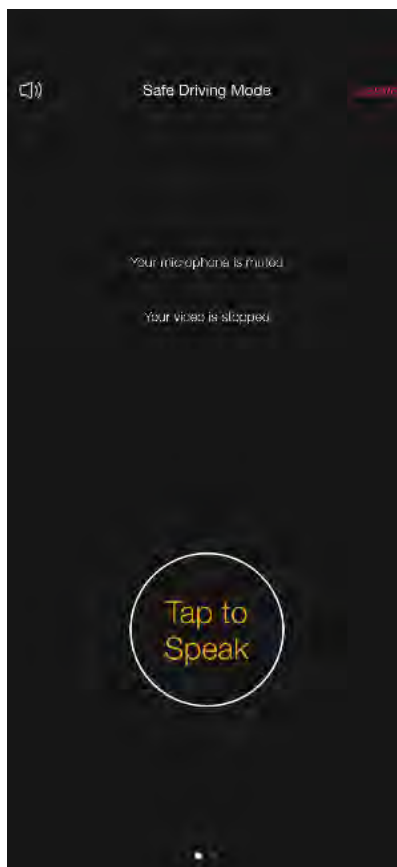 Safe Driving Mode
Your microphone is muted
Your video is stopped
Tap to
Speak